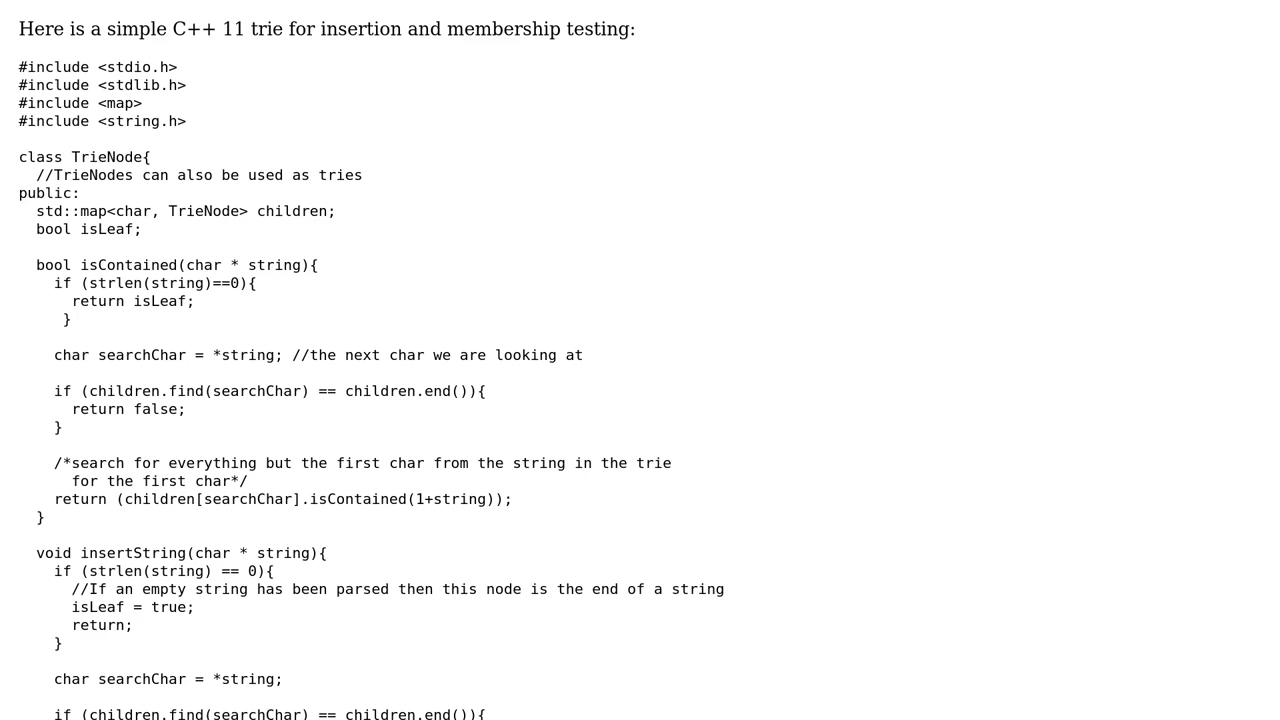 Here is a simple C++ 11 trie for insertion and membership testing:
#include <stdio.h>
#include <stdlib.h>
#include <map>
#include <string.h>
class TrieNode{
  //TrieNodes can also be used as tries
public:
  std::map<char, TrieNode> children;
  bool isLeaf;
  bool isContained(char * string){
    if (strlen(string)==0){
      return isLeaf;
     }
    char searchChar = *string; //the next char we are looking at
    if (children.find(searchChar) == children.end()){
      return false;
    }
    /*search for everything but the first char from the string in the trie
      for the first char*/
    return (children[searchChar].isContained(1+string));
  }
  void insertString(char * string){
    if (strlen(string) == 0){
      //If an empty string has been parsed then this node is the end of a string
      isLeaf = true;
      return;
    }
    char searchChar = *string;
    if (children.find(searchChar) == children.end()){